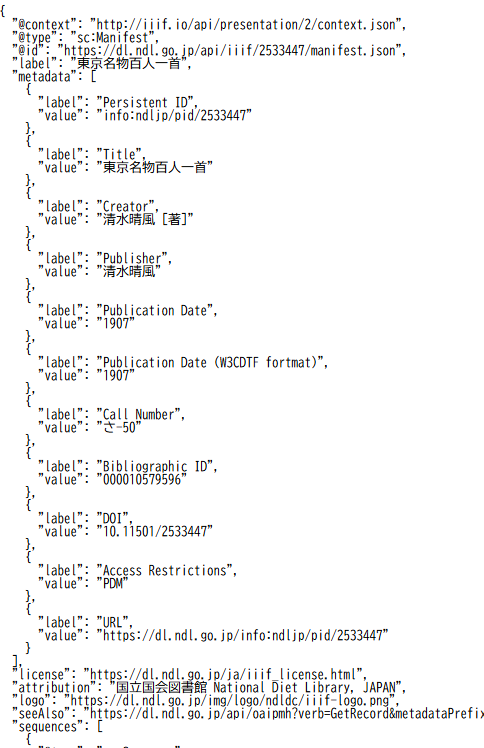 {
"@context": "http://iiif.io/api/presentation/2/context.json",
"@type": "sc:Manifest",
"@id": "https://dl.ndl.go.jp/api/iiif/2533447/manifest.json",
"label": "東京名物百人一首",
"metadata": [
{
"label": "Persistent ID",
"value": "info:ndljp/pid/2533447"
},
{
"label": "Title",
"value": "東京名物百人一首"
},
{
"label": "Creator",
"value": "清水晴風 [著]"
},
{
"label": "Publisher",
"value": "清水晴風"
},
{
"label": "Publication Date",
"value": "1907"
},
{
"label": "Publication Date (W3CDTF fortmat)",
"value": "1907"
},
{
"label": "Call Number",
"value": "さ-50"
},
{
"label": "Bibliographic ID",
"value": "000010579596"
},
{
"label": "DOI",
"value": "10.11501/2533447"
},
{
"label": "Access Restrictions",
"value": "PDM"
},
{
"label": "URL",
"value": "https://dl.ndl.go.jp/info:ndljp/pid/2533447"
}
],
"license": "https://dl.ndl.go.jp/ja/iiif_license.html",
"attribution": "国立国会図書館 National Diet Library, JAPAN",
"logo": "https://dl.ndl.go.jp/img/logo/ndldc/iiif-logo.png",
"seeAlso": "https://dl.ndl.go.jp/api/oaipmh?verb=GetRecord&metadataPrefix
"sequences": [
{